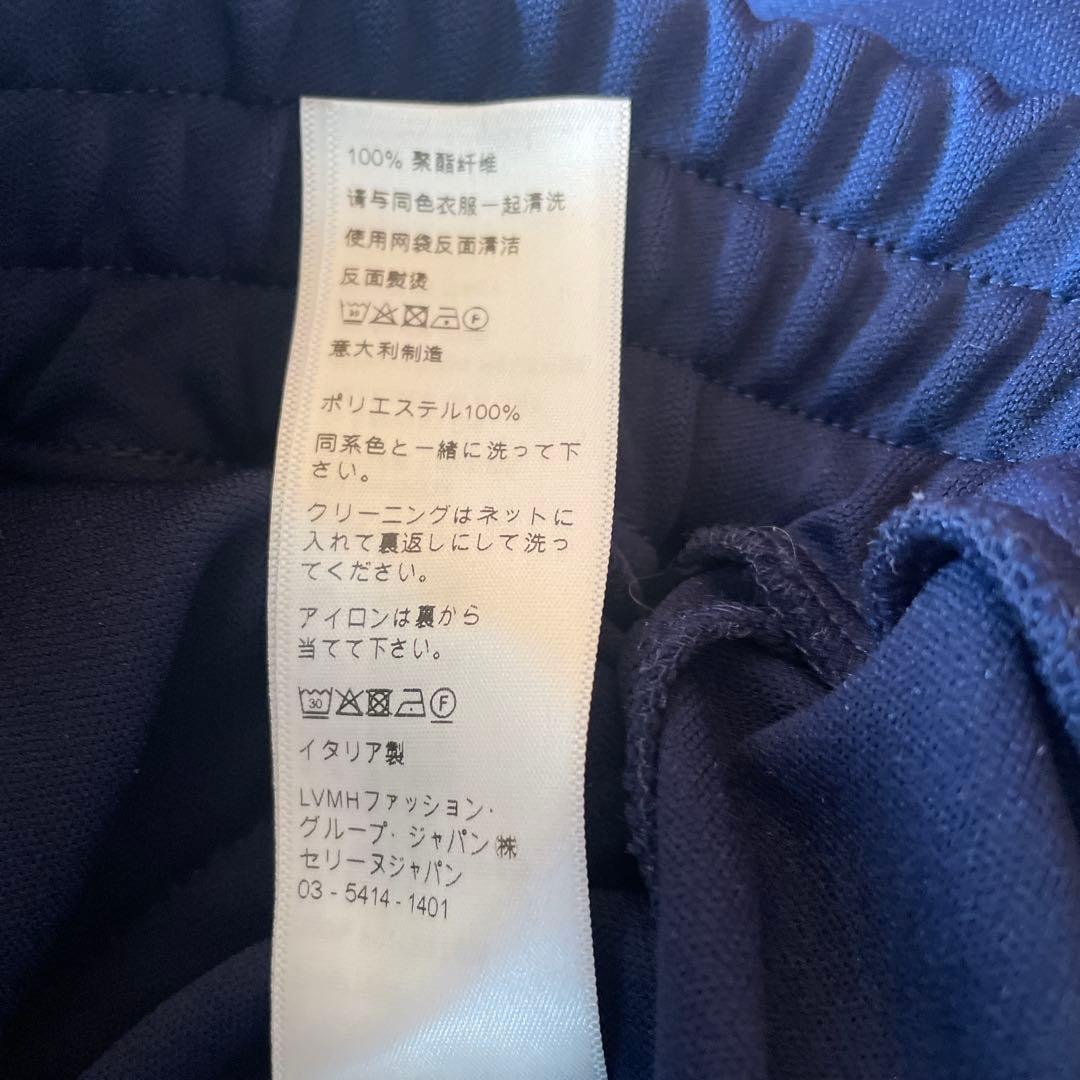 100% 聚酯纤维
请与同色衣服一起清洗
使用网袋反面清洁
反面熨烫
30 P
意大利制造
ポリエステル100%
同系色と一緒に洗って下
さい。
クリーニングはネットに
入れて裏返しにして洗っ
てください。
アイロンは裏から
当てて下さい。
30 F
イタリア製
LVMHファッション・
グループ・ジャパン㈱
セリーヌジャパン
03 - 5414 - 1401